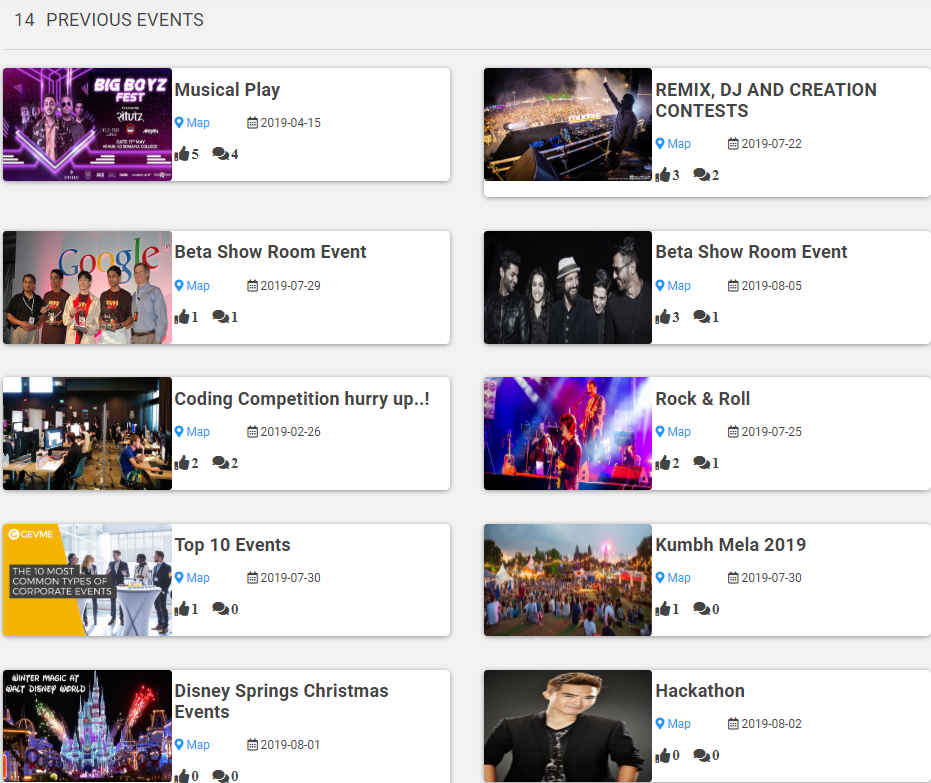 14 PREVIOUS EVENTS
BIG BOYZ
FEST
Musical Play
Map 2019-04-15
5 4
REMIX, DJ AND CREATION
CONTESTS
Map 2019-07-22
3 2
Google
Beta Show Room Event
Map 2019-07-29
1 1
Beta Show Room Event
Map 2019-08-05
3 1
Coding Competition hurry up..!
Map 2019-02-26
2 2
Rock & Roll
Map 2019-07-25
2 1
GEVME
THE 10 MOST
COMMON TYPES OF
CORPORATE EVENTS
Top 10 Events
Map 2019-07-30
1 0
Kumbh Mela 2019
Map 2019-07-30
1 0
WINTER MAGIC AT
WALT DISNEY WORLD
Disney Springs Christmas
Events
Map 2019-08-01
0 0
Hackathon
Map 2019-08-02
0 0